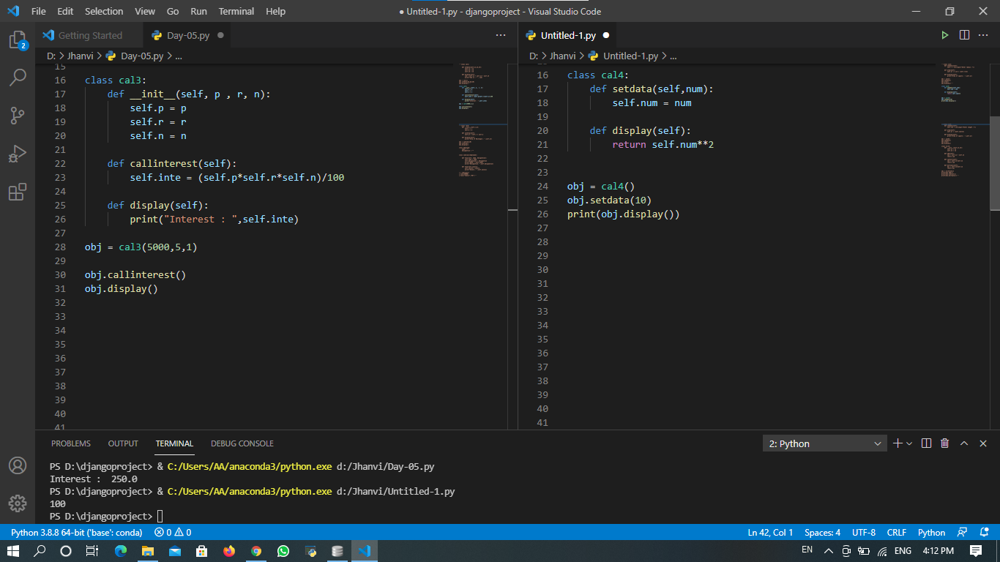 File Edit Selection View Go Run Terminal Help
● Untitled-1.py - djangoproject - Visual Studio Code
Getting Started
Day-05.py
D: > Jhanvi > Day-05.py > ...
15
16 class cal3:
17 def __init__(self, p , r, n):
18 self.p = p
19 self.r = r
20 self.n = n
21
22 def callinterest(self):
23 self.inte = (self.p*self.r*self.n)/100
24
25 def display(self):
26 print("Interest : ",self.inte)
27
28 obj = cal3(5000,5,1)
29
30 obj.callinterest()
31 obj.display()
32
33
34
35
36
37
38
39
40
41
Untitled-1.py
D: > Jhanvi > Untitled-1.py > ...
16 class cal4:
17 def setdata(self,num):
18 self.num = num
19
20 def display(self):
21 return self.num**2
22
23
24 obj = cal4()
25 obj.setdata(10)
26 print(obj.display())
27
28
29
30
31
32
33
34
35
36
37
38
39
40
41
2
PROBLEMS OUTPUT TERMINAL DEBUG CONSOLE
2: Python
PS D:\djangoproject> & C:/Users/AA/anaconda3/python.exe d:/Jhanvi/Day-05.py
Interest :  250.0
PS D:\djangoproject> & C:/Users/AA/anaconda3/python.exe d:/Jhanvi/Untitled-1.py
100
PS D:\djangoproject>
Python 3.8.8 64-bit ('base': conda) 0 0
Ln 42, Col 1 Spaces: 4 UTF-8 CRLF Python
EN ENG 4:12 PM